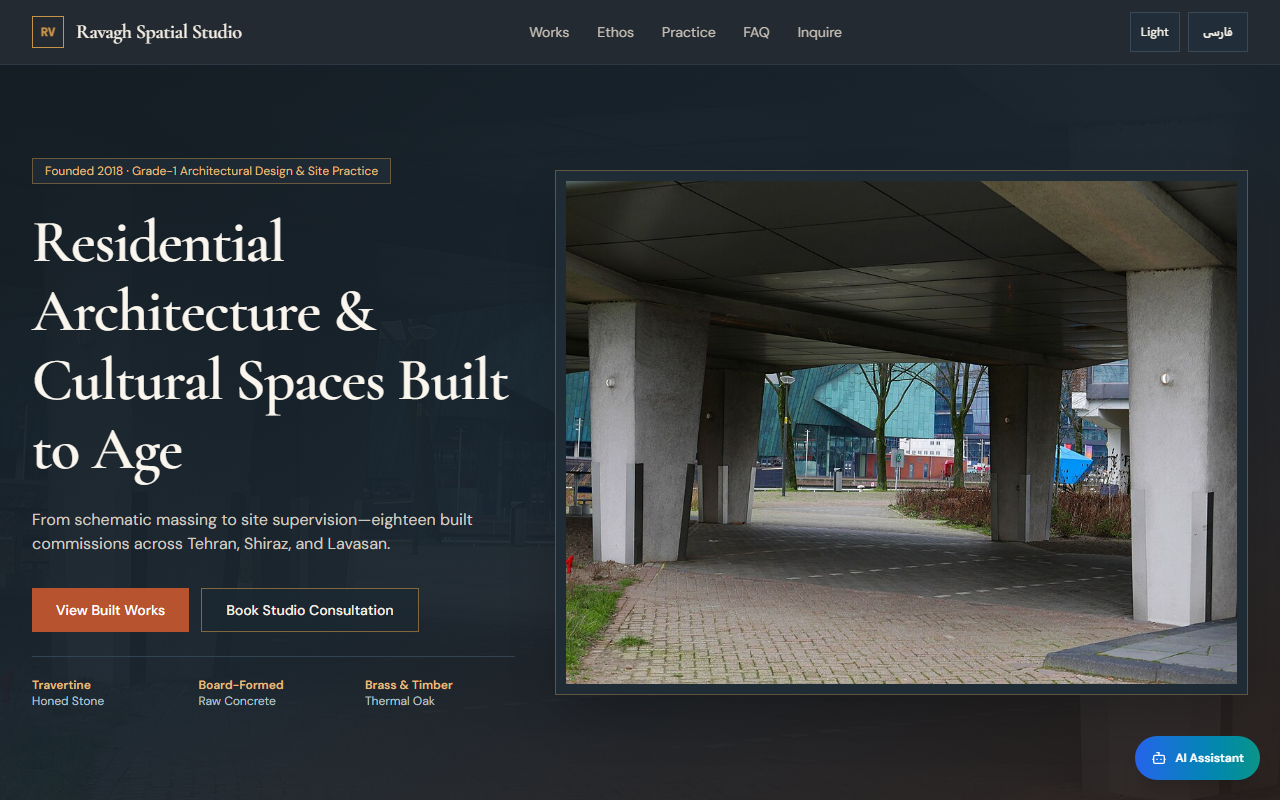 RV
Ravagh Spatial Studio
Works
Ethos
Practice
FAQ
Inquire
Light
فارسی
Founded 2018 · Grade-1 Architectural Design & Site Practice
Residential
Architecture &
Cultural Spaces Built
to Age
From schematic massing to site supervision—eighteen built
commissions across Tehran, Shiraz, and Lavasan.
View Built Works
Book Studio Consultation
Travertine
Honed Stone
Board-Formed
Raw Concrete
Brass & Timber
Thermal Oak
AI Assistant